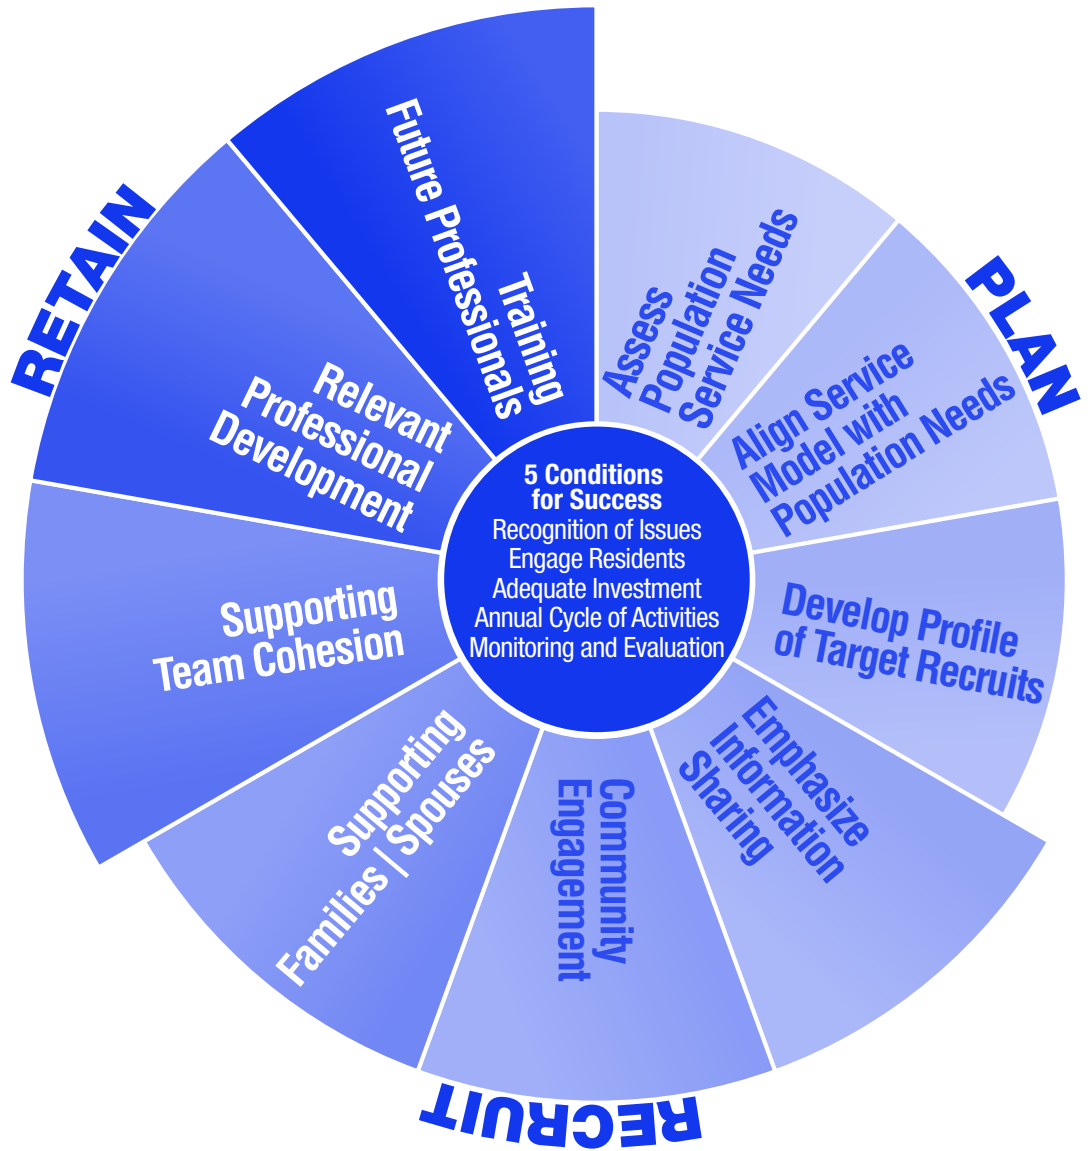 PLAN
Assess
Population
Service Needs
Align Service
Model with
Population Needs
Develop Profile
of Target Recruits
RECRUIT
Emphasize
Information
Sharing
Community
Engagement
Supporting
Families | Spouses
RETAIN
Supporting
Team Cohesion
Relevant
Professional
Development
Training
Future Professionals
5 Conditions
for Success
Recognition of Issues
Engage Residents
Adequate Investment
Annual Cycle of Activities
Monitoring and Evaluation